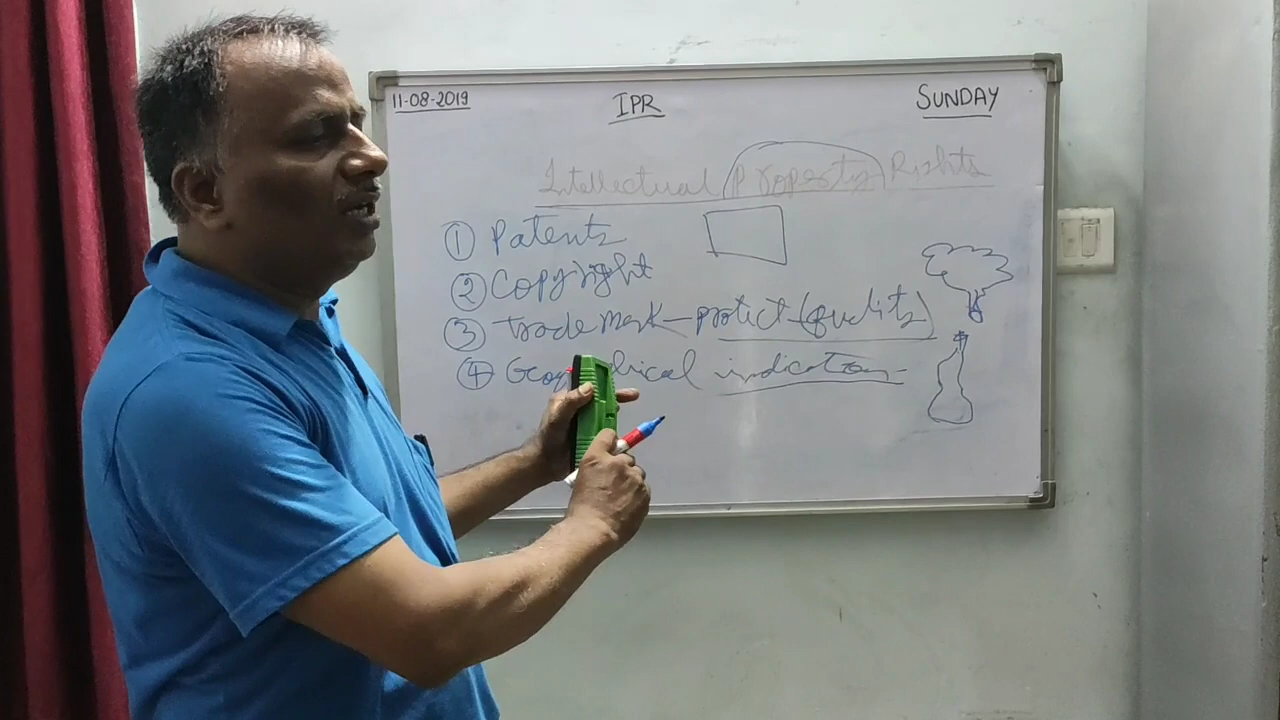 11-08-2019 IPR SUNDAY
Intellectual Property Rights
① Patents
② Copyright
③ Trade Mark - protect - (quality)
④ indication